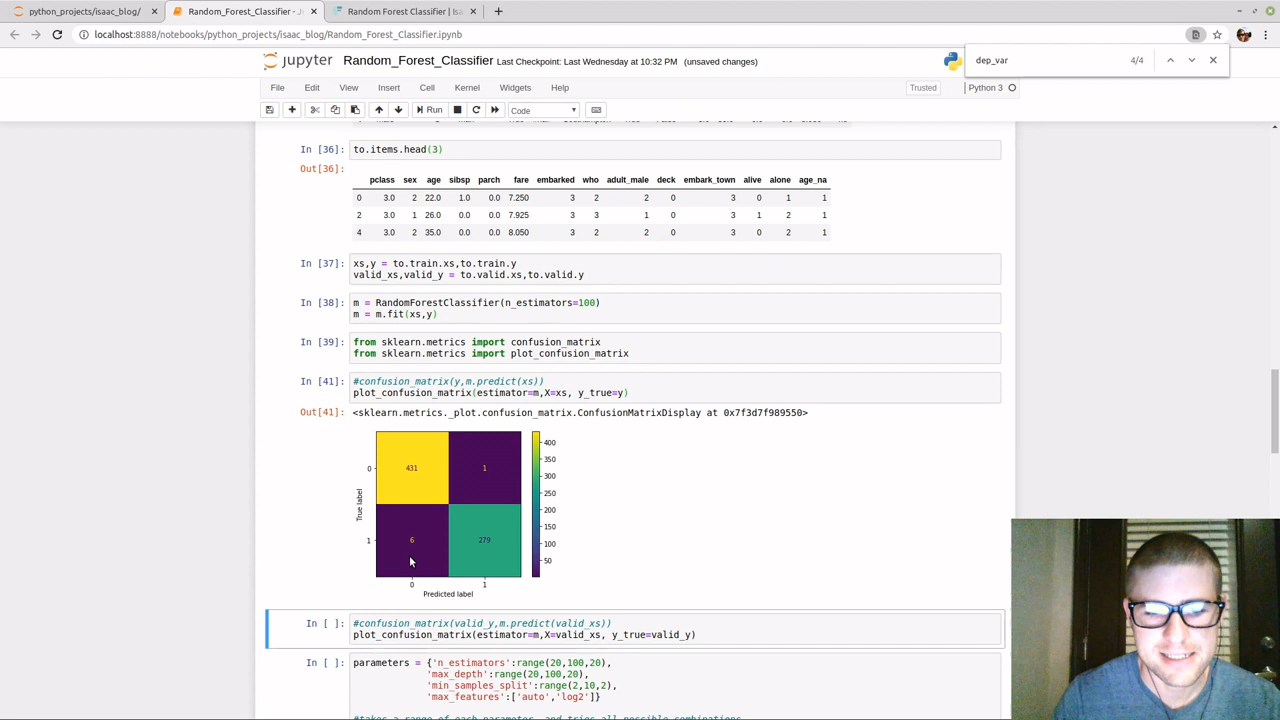 python_projects/isaac_blog/
Random_Forest_Classifier - J
Random Forest Classifier | Isa
localhost:8888/notebooks/python_projects/isaac_blog/Random_Forest_Classifier.ipynb
jupyter Random_Forest_Classifier Last Checkpoint: Last Wednesday at 10:32 PM (unsaved changes)
dep_var 4/4
File Edit View Insert Cell Kernel Widgets Help
Trusted Python 3
Run Code
In [36]: to.items.head(3)
Out[36]:
pclass sex age sibsp parch fare embarked who adult_male deck embark_town alive alone age_na
0 3.0 2 22.0 1.0 0.0 7.250 3 2 2 0 3 0 1 1
2 3.0 1 26.0 0.0 0.0 7.925 3 3 1 0 3 1 2 1
4 3.0 2 35.0 0.0 0.0 8.050 3 2 2 0 3 0 2 1
In [37]: xs,y = to.train.xs,to.train.y
valid_xs,valid_y = to.valid.xs,to.valid.y
In [38]: m = RandomForestClassifier(n_estimators=100)
m = m.fit(xs,y)
In [39]: from sklearn.metrics import confusion_matrix
from sklearn.metrics import plot_confusion_matrix
In [41]: #confusion_matrix(y,m.predict(xs))
plot_confusion_matrix(estimator=m,X=xs, y_true=y)
Out[41]: <sklearn.metrics._plot.confusion_matrix.ConfusionMatrixDisplay at 0x7f3d7f989550>
400
350
300
250
200
150
100
50
True label
0 431 1
1 6 279
0 1
Predicted label
In [ ]: #confusion_matrix(valid_y,m.predict(valid_xs))
plot_confusion_matrix(estimator=m,X=valid_xs, y_true=valid_y)
In [ ]: parameters = {'n_estimators':range(20,100,20),
'max_depth':range(20,100,20),
'min_samples_split':range(2,10,2),
'max_features':['auto','log2']}
#takes a range of each parameter, and tries all possible combinations